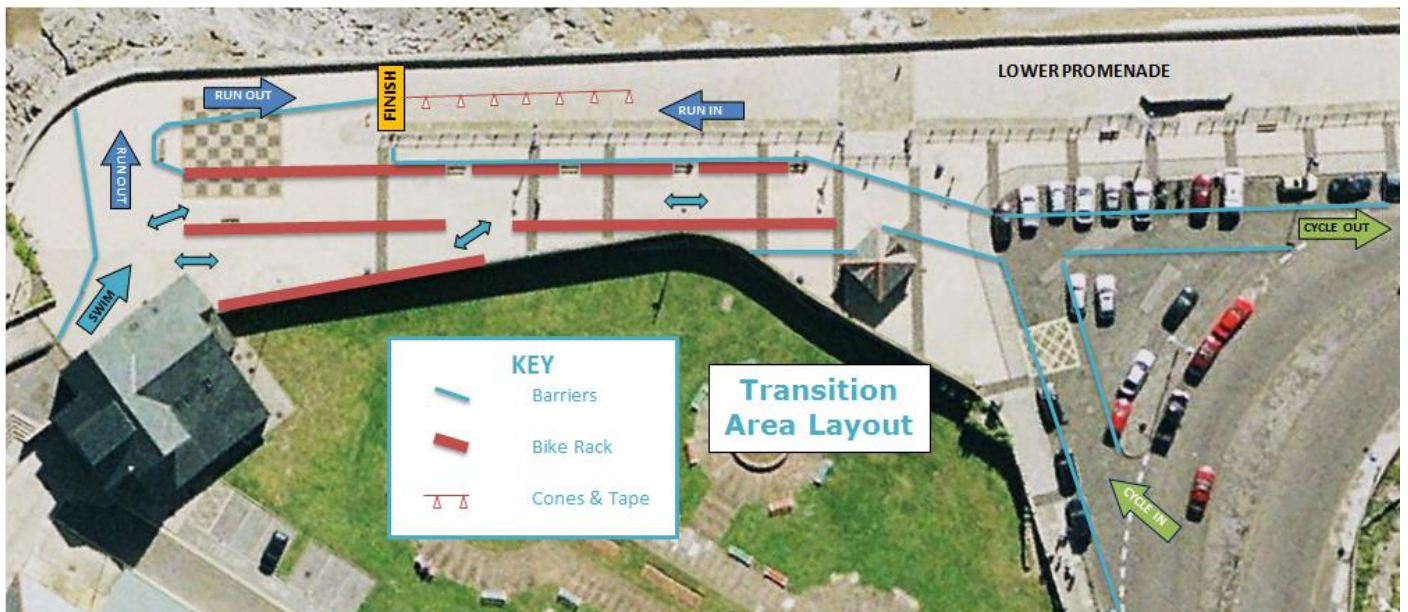 LOWER PROMENADE
RUN OUT
FINISH
RUN IN
RUN OUT
CYCLE OUT
SWIM
KEY
Barriers
Bike Rack
Cones & Tape
Transition
Area Layout
CYCLE IN